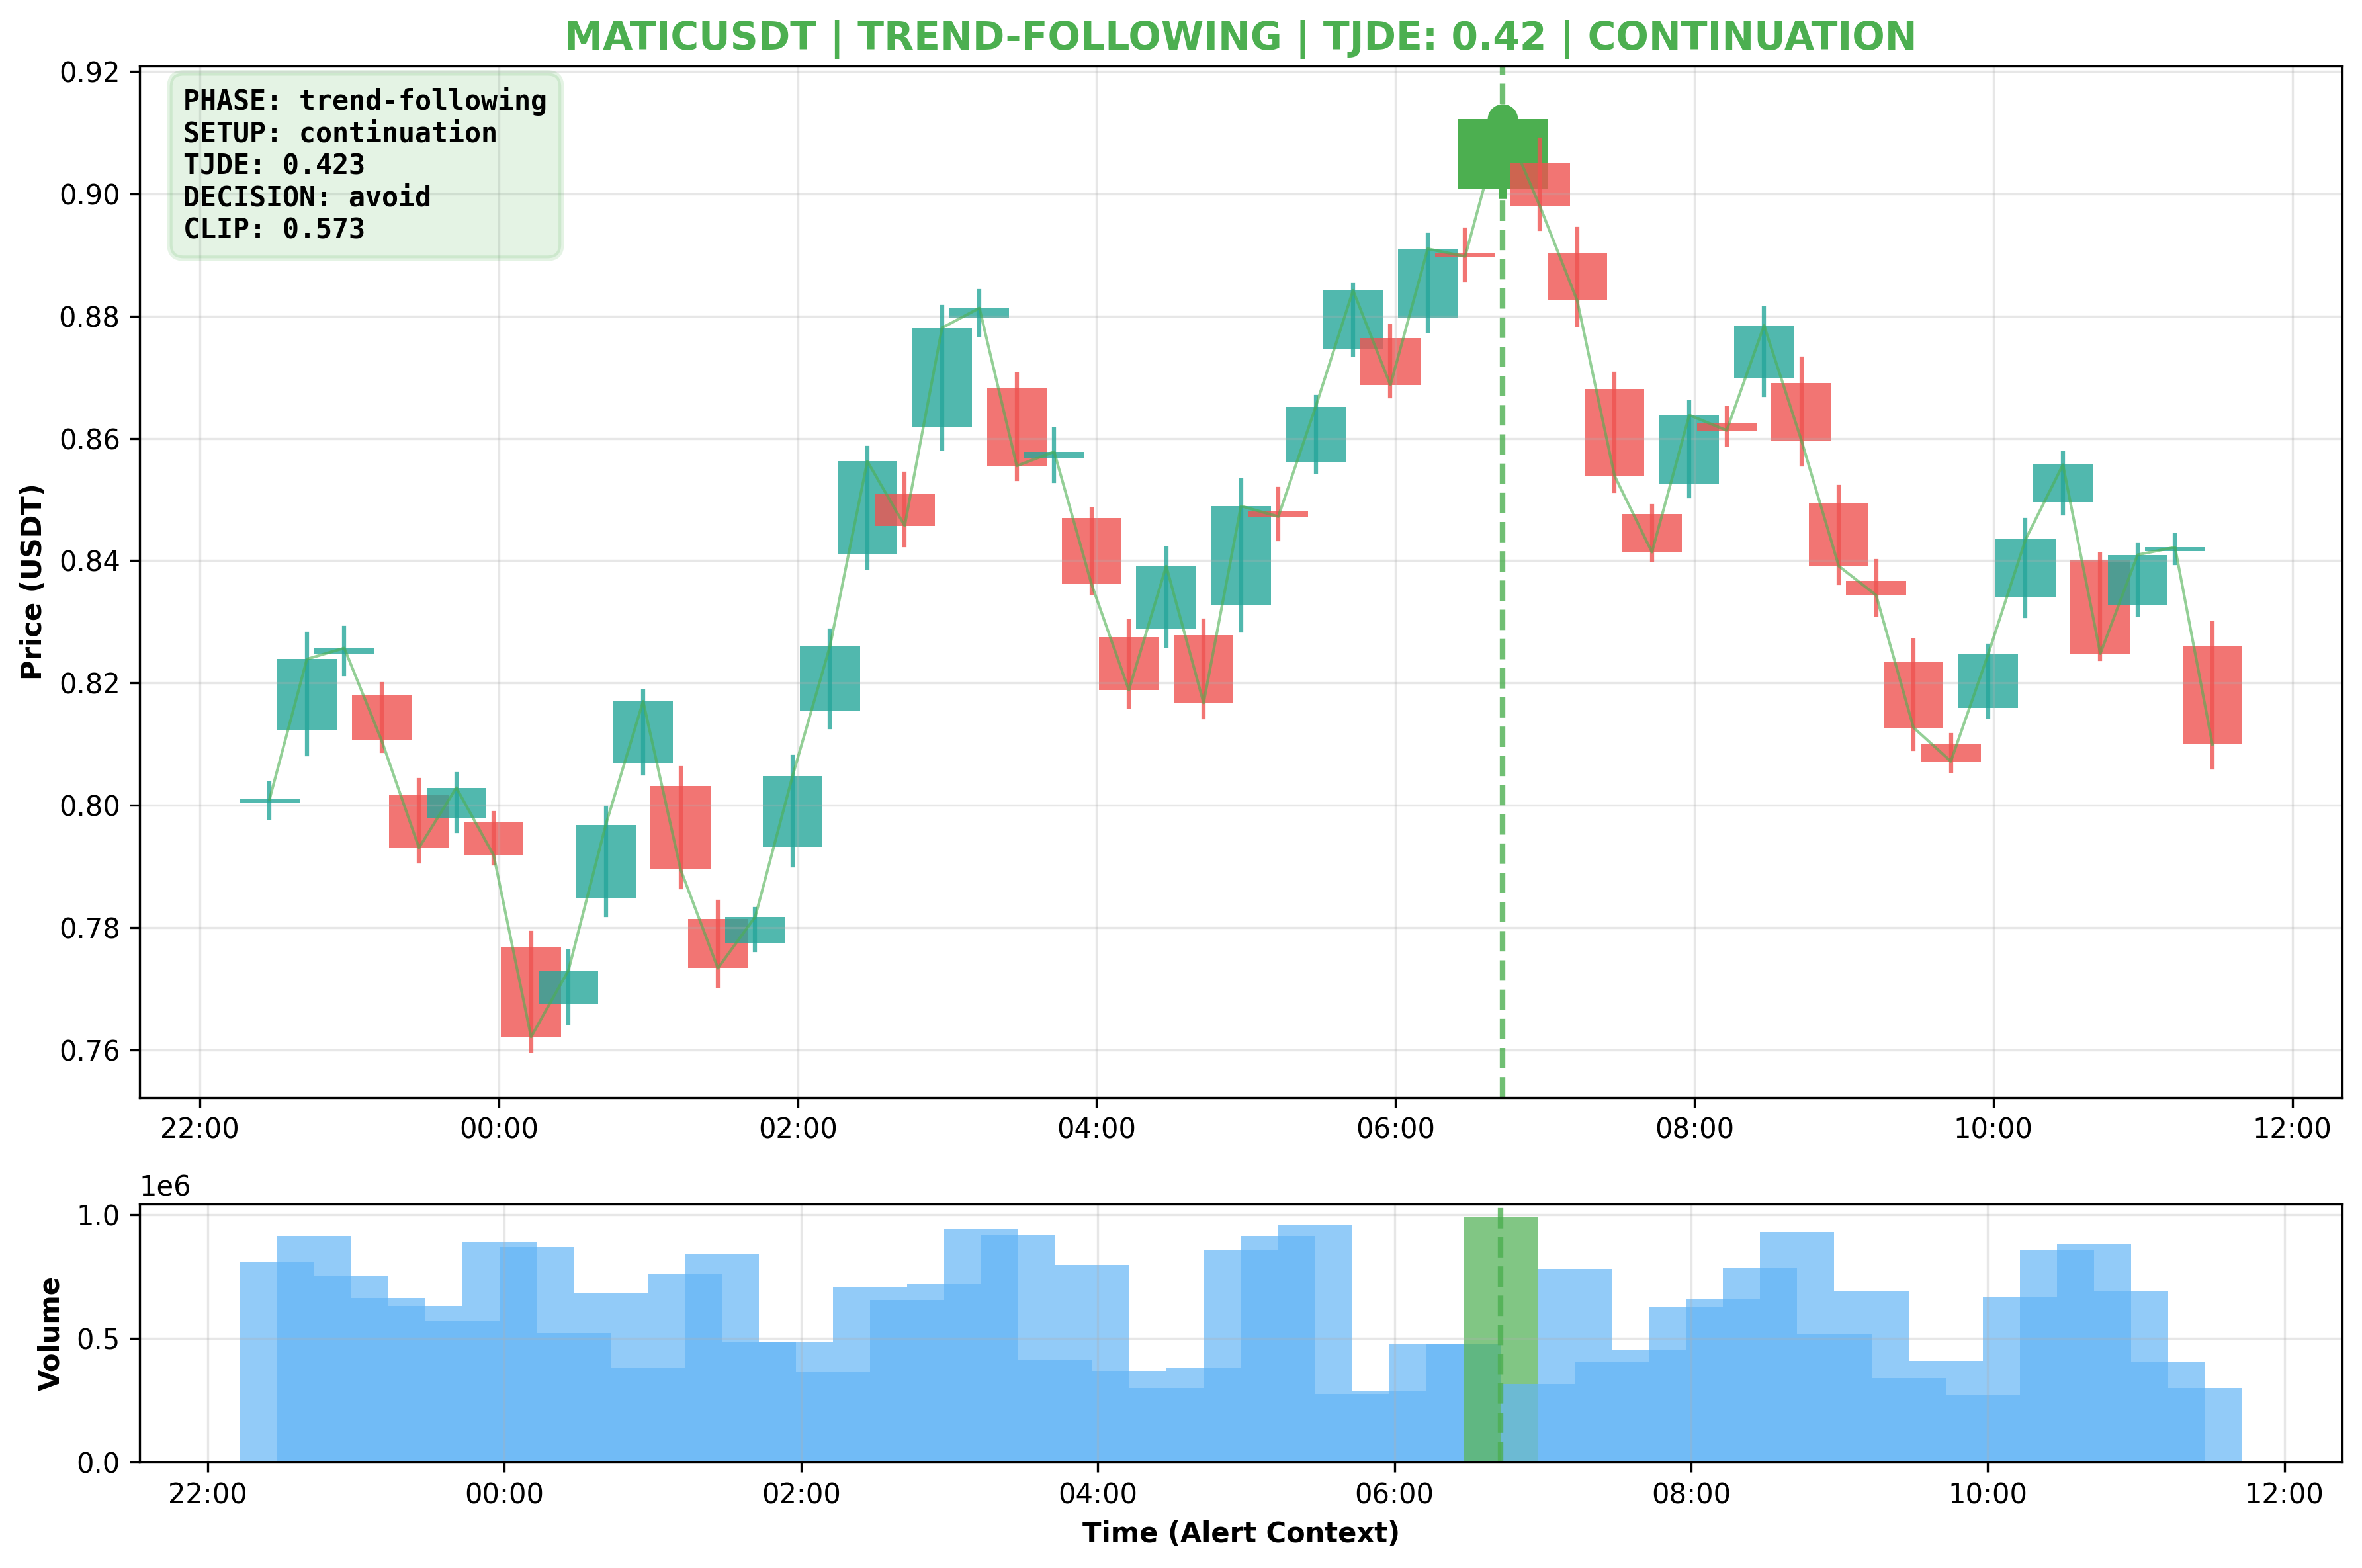 MATICUSDT | TREND-FOLLOWING | TJDE: 0.42 | CONTINUATION
PHASE: trend-following
SETUP: continuation
TJDE: 0.423
DECISION: avoid
CLIP: 0.573
Price (USDT)
0.92
0.90
0.88
0.86
0.84
0.82
0.80
0.78
0.76
22:00 00:00 02:00 04:00 06:00 08:00 10:00 12:00
1e6
Volume
1.0
0.5
0.0
22:00 00:00 02:00 04:00 06:00 08:00 10:00 12:00
Time (Alert Context)